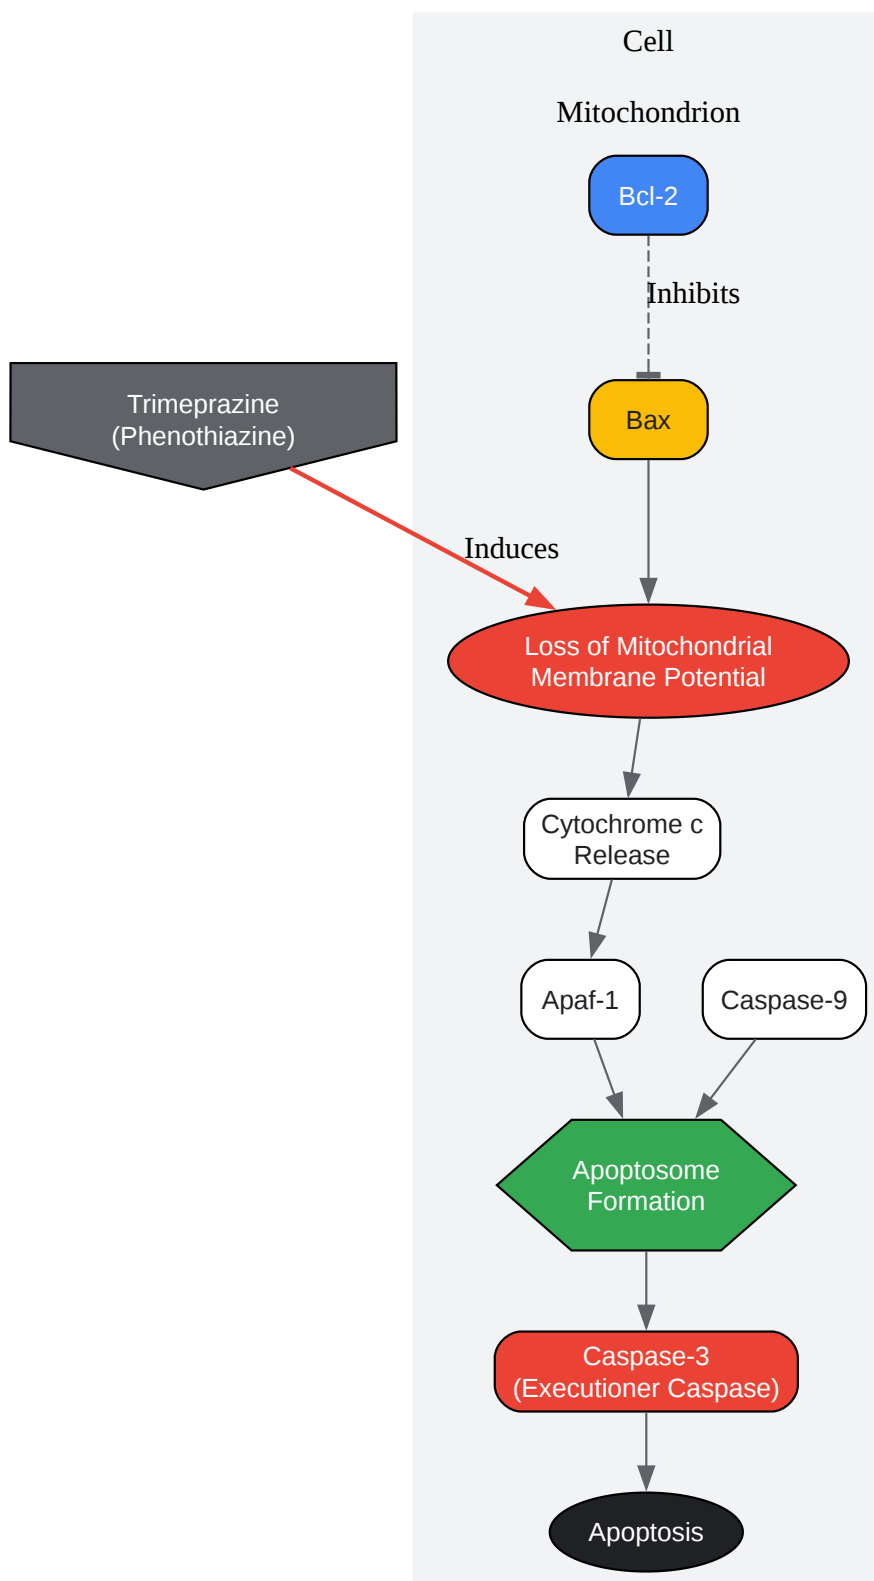 Cell
Mitochondrion
Bcl-2
Inhibits
Trimeprazine
(Phenothiazine)
Bax
Induces
Loss of Mitochondrial
Membrane Potential
Cytochrome c
Release
Apaf-1
Caspase-9
Apoptosome
Formation
Caspase-3
(Executioner Caspase)
Apoptosis